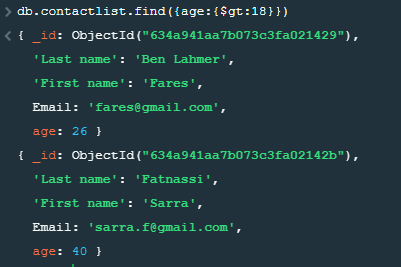 > db.contactlist.find({age:{$gt:18}})
< { _id: ObjectId("634a941aa7b073c3fa021429"),
'Last name': 'Ben Lahmer',
'First name': 'Fares',
Email: 'fares@gmail.com',
age: 26 }
{ _id: ObjectId("634a941aa7b073c3fa02142b"),
'Last name': 'Fatnassi',
'First name': 'Sarra',
Email: 'sarra.f@gmail.com',
age: 40 }